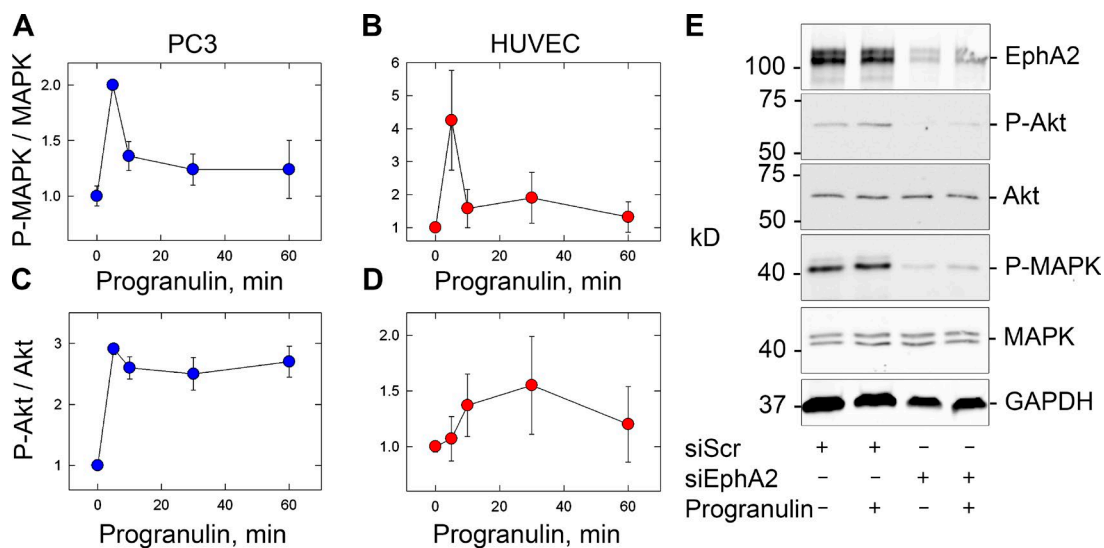 A
PC3
P-MAPK / MAPK
2.0
1.5
1.0
0 20 40 60
Progranulin, min
B
HUVEC
6
5
4
3
2
1
0 20 40 60
Progranulin, min
C
P-Akt / Akt
3
2
1
0 20 40 60
Progranulin, min
D
2.0
1.5
1.0
0 20 40 60
Progranulin, min
E
100 EphA2
75
P-Akt
50
75
Akt
50
kD
40 P-MAPK
40 MAPK
37 GAPDH
siScr + + – –
siEphA2 – – + +
Progranulin – + – +